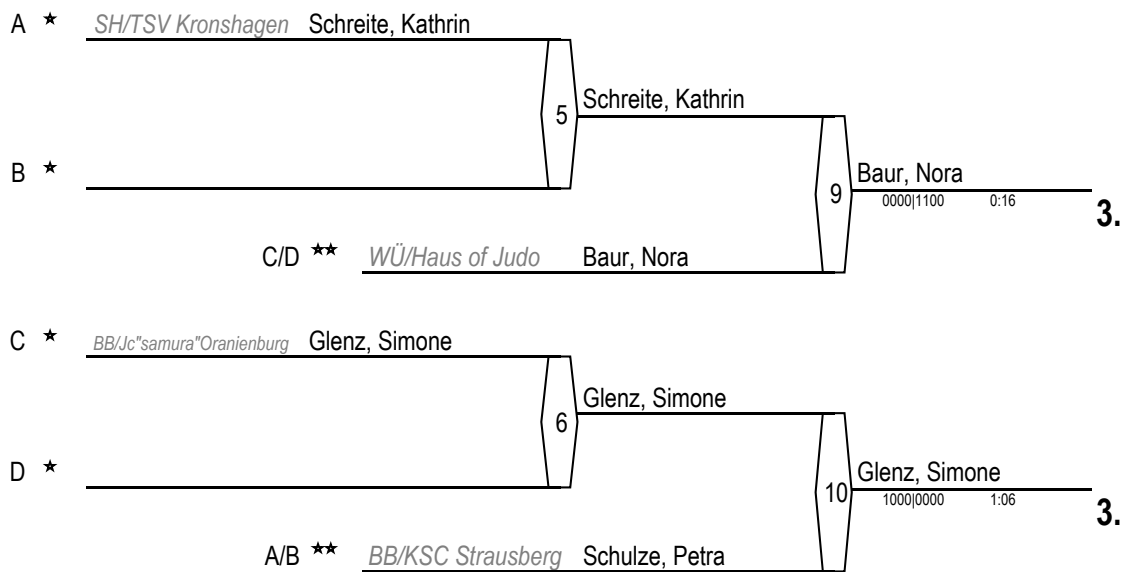 A ★ SH/TSV Kronshagen Schreite, Kathrin
5 Schreite, Kathrin
B ★
9 Baur, Nora
0000|1100 0:16
3.
C/D ★★ WÜ/Haus of Judo Baur, Nora
C ★ BB/Jc"samura"Oranienburg Glenz, Simone
6 Glenz, Simone
D ★
10 Glenz, Simone
1000|0000 1:06
3.
A/B ★★ BB/KSC Strausberg Schulze, Petra